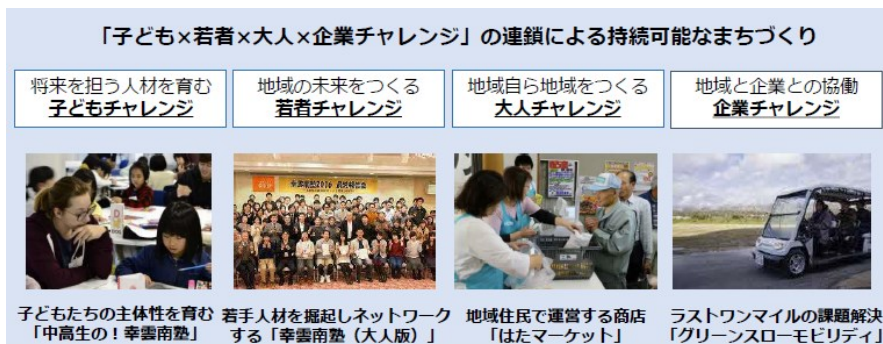 「子ども×若者×大人×企業チャレンジ」の連鎖による持続可能なまちづくり
将来を担う人材を育む
子どもチャレンジ
地域の未来をつくる
若者チャレンジ
地域自ら地域をつくる
大人チャレンジ
地域と企業との協働
企業チャレンジ
子どもたちの主体性を育む
「中高生の!幸雲南塾」
若手人材を掘起しネットワーク
する「幸雲南塾(大人版)」
地域住民で運営する商店
「はたマーケット」
ラストワンマイルの課題解決
「グリーンスローモビリティ」